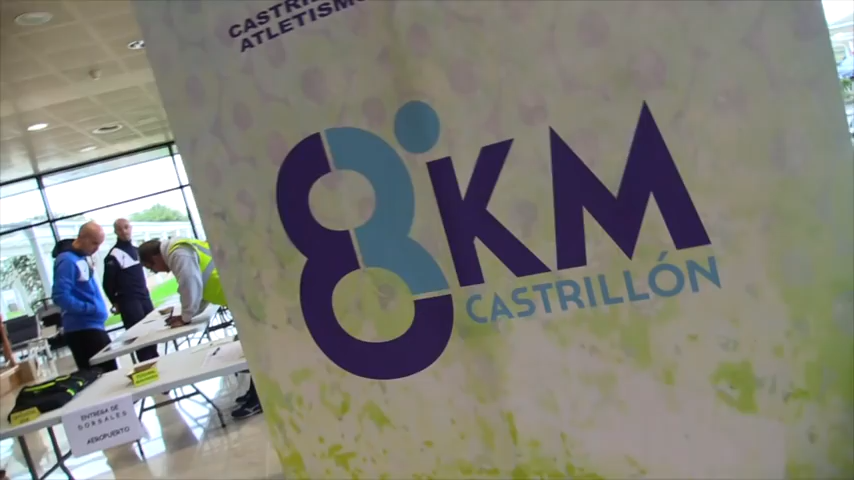 ATLETISMO
8KM
CASTRILLÓN
ENTREGA DE
DORSALES
AEROPUERTO